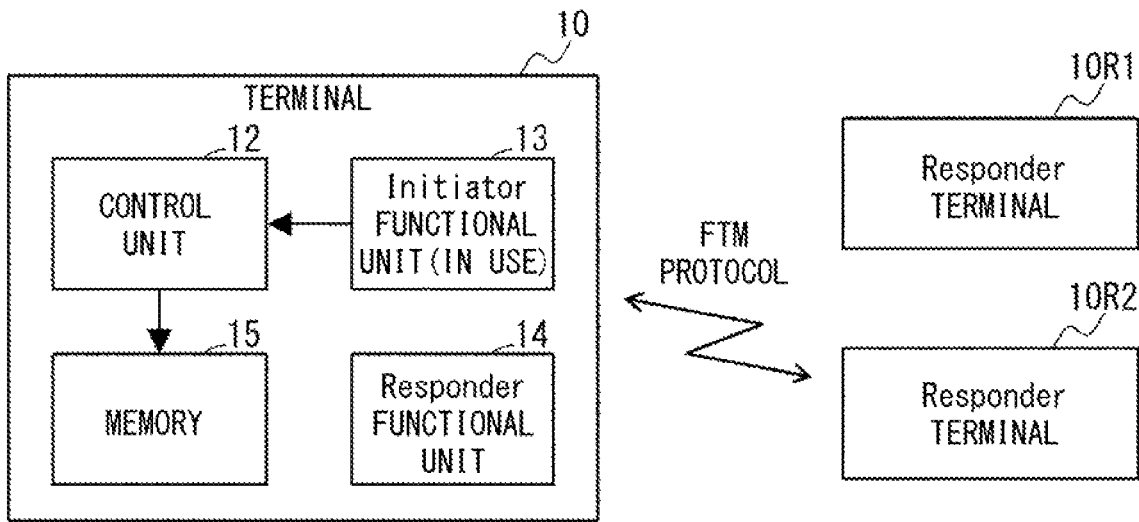 10
TERMINAL
12
CONTROL
UNIT
13
Initiator
FUNCTIONAL
UNIT(IN USE)
15
MEMORY
14
Responder
FUNCTIONAL
UNIT
FTM
PROTOCOL
10R1
Responder
TERMINAL
10R2
Responder
TERMINAL